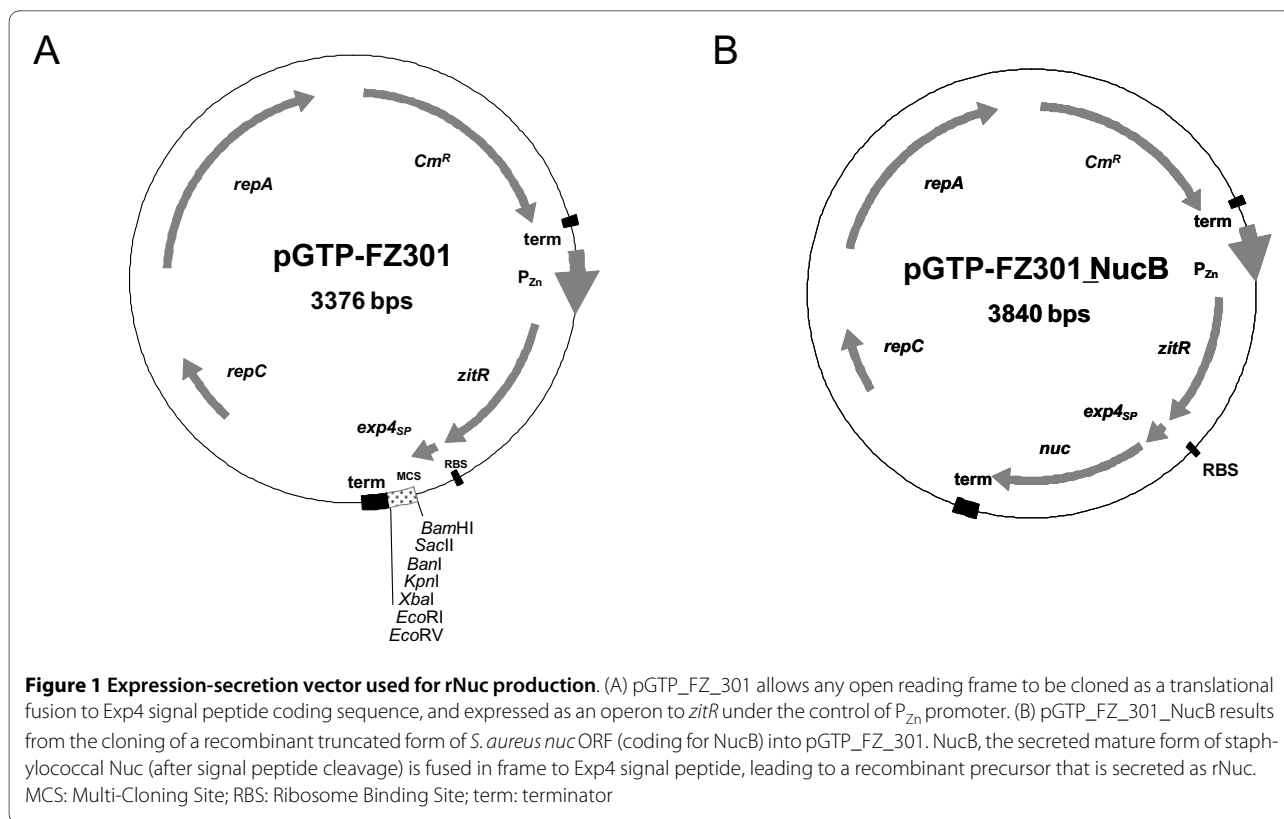 A
Cm^R
repA
term
pGTP-FZ301
P_Zn
3376 bps
repC
zitR
exp4_SP
RBS
MCS
term
BamHI
SacII
BanI
KpnI
XbaI
EcoRI
EcoRV
B
Cm^R
repA
term
pGTP-FZ301_NucB
P_Zn
3840 bps
repC
zitR
exp4_SP
nuc
RBS
term
Figure 1 Expression-secretion vector used for rNuc production. (A) pGTP_FZ_301 allows any open reading frame to be cloned as a translational
fusion to Exp4 signal peptide coding sequence, and expressed as an operon to zitR under the control of P_Zn promoter. (B) pGTP_FZ_301_NucB results
from the cloning of a recombinant truncated form of S. aureus nuc ORF (coding for NucB) into pGTP_FZ_301. NucB, the secreted mature form of staph-
ylococcal Nuc (after signal peptide cleavage) is fused in frame to Exp4 signal peptide, leading to a recombinant precursor that is secreted as rNuc.
MCS: Multi-Cloning Site; RBS: Ribosome Binding Site; term: terminator